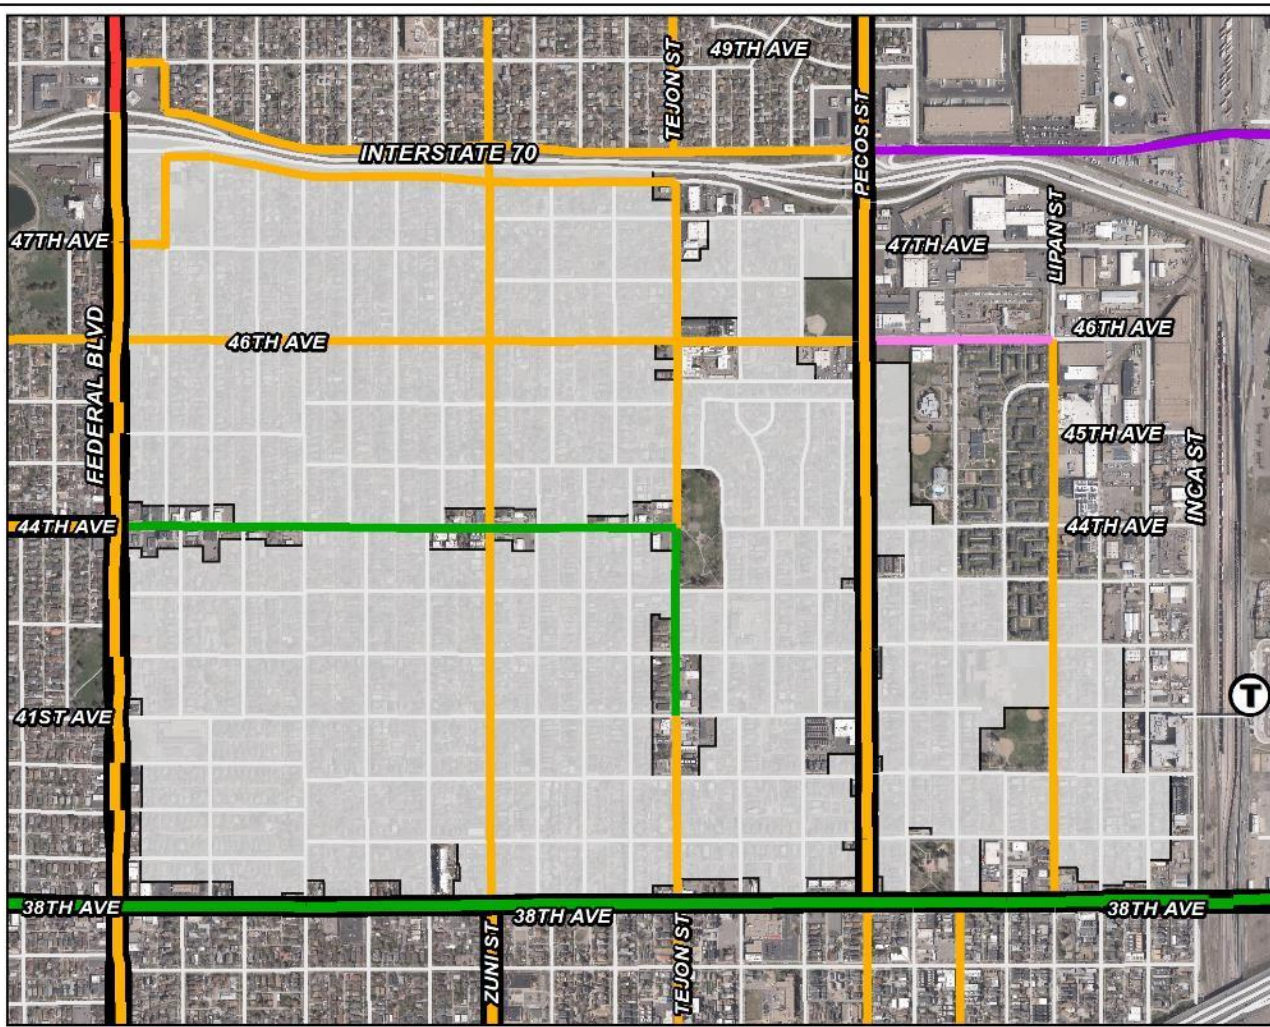 49TH AVE
TEJON ST
PECOS ST
INTERSTATE 70
LIPAN ST
47TH AVE
47TH AVE
FEDERAL BLVD
46TH AVE
46TH AVE
45TH AVE
INCA ST
44TH AVE
44TH AVE
T
41ST AVE
38TH AVE
38TH AVE
38TH AVE
ZUNI ST
TEJON ST